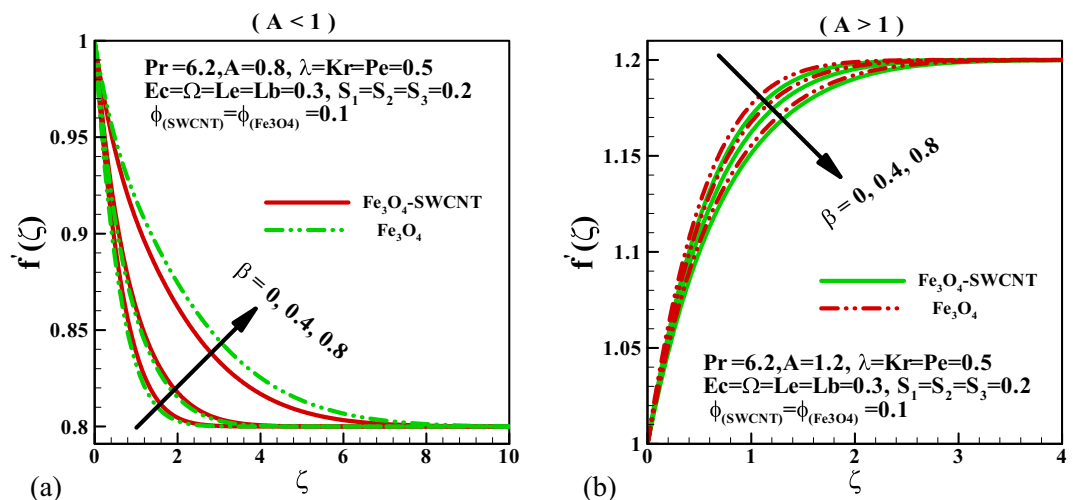 ( A < 1 )
1
0.95
0.9
0.85
0.8
f'(ζ)
Pr =6.2,A=0.8, λ=Kr=Pe=0.5
Ec=Ω=Le=Lb=0.3, S₁=S₂=S₃=0.2
ϕ(SWCNT)=ϕ(Fe3O4) =0.1
Fe₃O₄-SWCNT
Fe₃O₄
β = 0, 0.4, 0.8
0 2 4 6 8 10
ζ
(a)
( A > 1 )
1.2
1.15
1.1
1.05
1
f'(ζ)
β = 0, 0.4, 0.8
Fe₃O₄-SWCNT
Fe₃O₄
Pr =6.2,A=1.2, λ=Kr=Pe=0.5
Ec=Ω=Le=Lb=0.3, S₁=S₂=S₃=0.2
ϕ(SWCNT)=ϕ(Fe3O4) =0.1
0 1 2 3 4
ζ
(b)